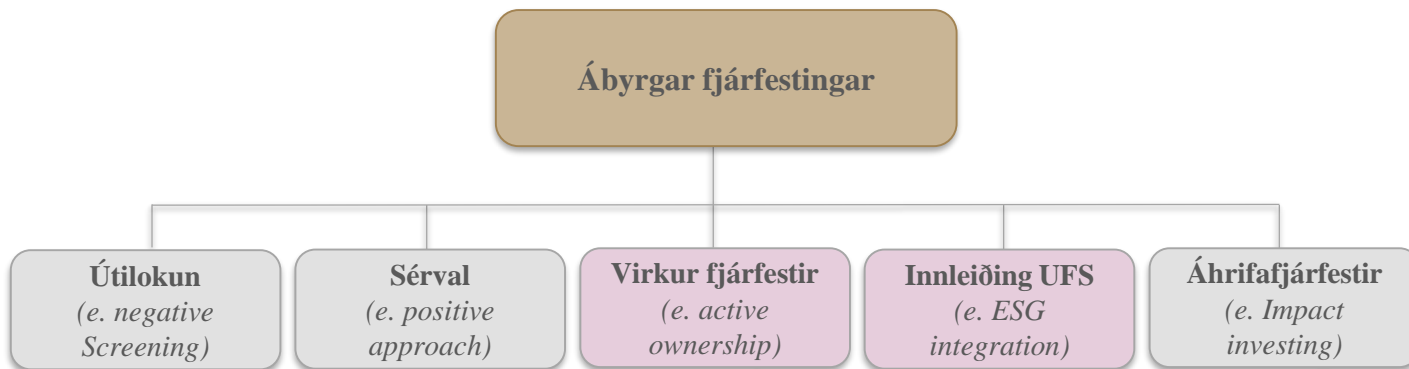 Ábyrgar fjárfestingar
Útilokun
(e. negative
Screening)
Sérval
(e. positive
approach)
Virkur fjárfestir
(e. active
ownership)
Innleiðing UFS
(e. ESG
integration)
Áhrifafjárfestir
(e. Impact
investing)